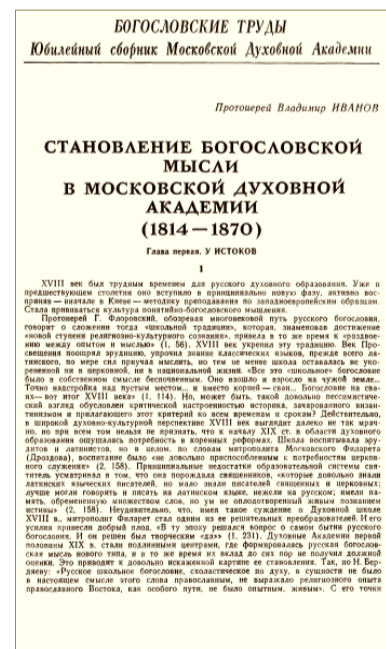 БОГОСЛОВСКИЕ ТРУДЫ
Юбилейный сборник Московской Духовной Академии
Протоиерей Владимир ИВАНОВ
СТАНОВЛЕНИЕ БОГОСЛОВСКОЙ
МЫСЛИ
В МОСКОВСКОЙ ДУХОВНОЙ
АКАДЕМИИ
(1814—1870)
Глава первая. У ИСТОКОВ
1
XVIII век был трудным временем для русского духовного образования. Уже в
предшествующем столетии оно вступило в принципиально новую фазу, активно вос-
приняв — вначале в Киеве — методику преподавания по западноевропейским образцам.
Стала прививаться культура понятийно-богословского мышления.
Протоиерей Г. Флоровский, обозревая многовековой путь русского богословия,
говорит о сложении тогда «школьной традиции», которая, знаменовав достижение
«новой ступени религиозно-культурного сознания», привела в то же время к «раздвое-
нию между опытом и мыслью» (1, 56). XVIII век укрепил эту традицию. Век Про-
свещения поощрял эрудицию, упрочил знание классических языков, прежде всего ла-
тинского, по мере сил приучал мыслить, но тем не менее школа оставалась не уко-
рененной ни в церковной, ни в национальной жизни. «Все это «школьное» богословие
было в собственном смысле беспочвенным. Оно взошло и взросло на чужой земле...
Точно надстройка над пустым местом... и вместо корней — сваи... Богословие на сва-
ях — вот итог XVIII века» (1, 114). Но, может быть, такой довольно пессимистиче-
ский взгляд обусловлен критической настроенностью историка, зачарованного визан-
тинизмом и прилагающего этот критерий ко всем временам и срокам? Действительно,
в широкой духовно-культурной перспективе XVIII век выглядит далеко не так мрач-
но, но при всем том нельзя не признать, что к началу XIX ст. в области духовного
образования ощущалась потребность в коренных реформах. Школа воспитывала эру-
дитов и латинистов, но в целом, по словам митрополита Московского Филарета
(Дроздова), воспитание было «не довольно приспособленным к потребностям церков-
ного служения» (2, 158). Принципиальные недостатки образовательной системы свя-
титель усматривал в том, что она порождала священников, «которые довольно знали
латинских языческих писателей, но мало знали писателей священных и церковных;
лучше могли говорить и писать на латинском языке, нежели на русском; имели па-
мять, обремененную множеством слов, но ум не оплодотворенный живым познанием
истины» (2, 158). Неудивительно, что, имея такое суждение о Духовной школе
XVIII в., митрополит Филарет стал одним из ее решительных преобразователей. И его
усилия принесли добрый плод. «В ту эпоху решался вопрос о самом бытии русского
богословия. И он решен был творческим «да»» (1, 231). Духовные Академии первой
половины XIX в. стали подлинными центрами, где формировалась русская богослов-
ская мысль нового типа, и в то же время их вклад до сих пор не получил должной
оценки. Это приводит к довольно искаженной картине ее становления. Так, по Н. Бер-
дяеву: «Русское школьное богословие, схоластическое по духу, в сущности не было
в настоящем смысле этого слова православным, не выражало религиозного опыта
православного Востока, как особого пути, не было опытным, живым». С его точки